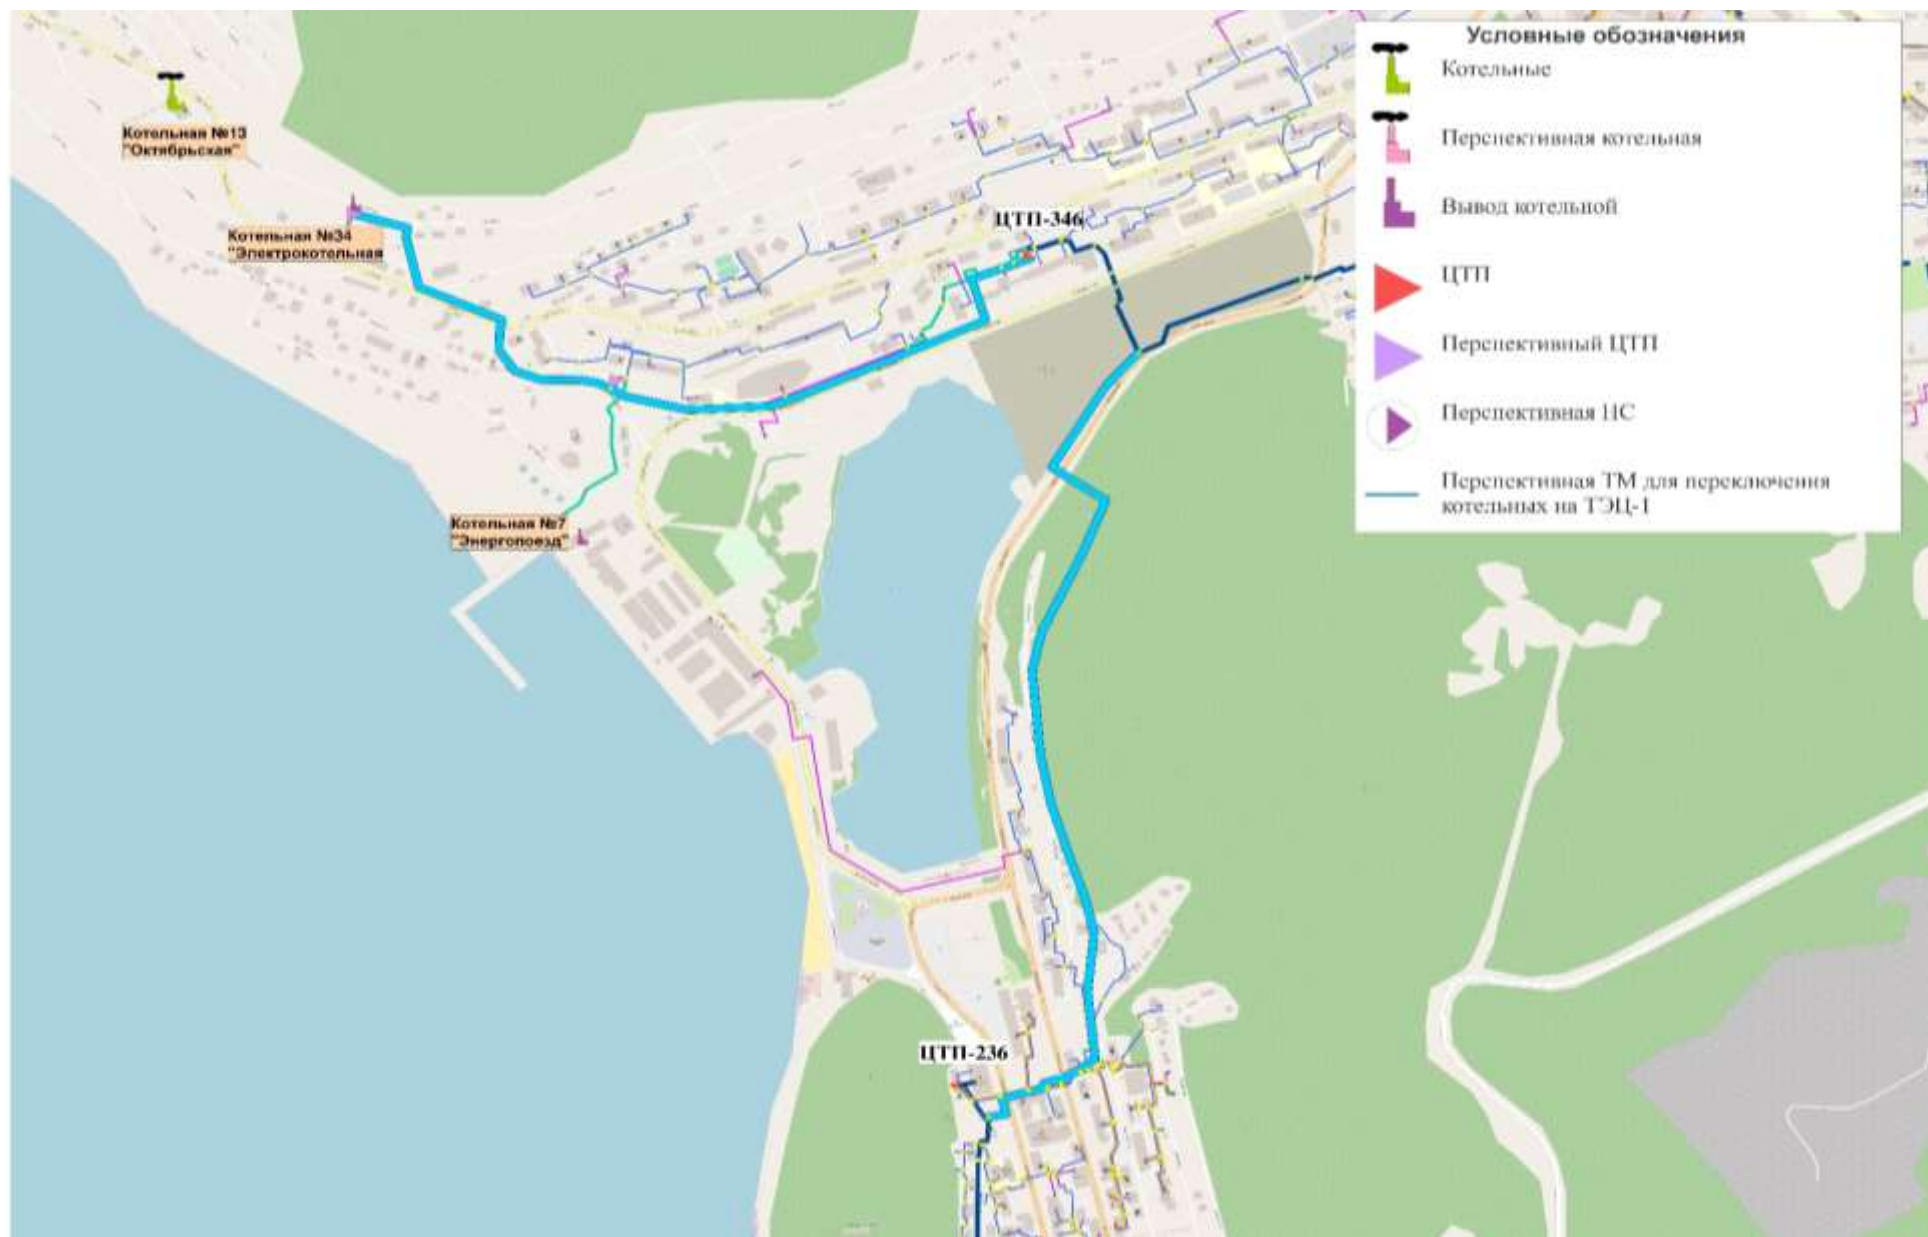 Условные обозначения
Котельные
Перспективная котельная
Вывод котельной
ЦТП
Перспективный ЦТП
Перспективная НС
Перспективная ТМ для переключения
котельных на ТЭЦ-1
Котельная №13
"Октябрьская"
Котельная №34
"Электрокотельная
ЦТП-346
Котельная №7
"Энергопоезд"
ЦТП-236